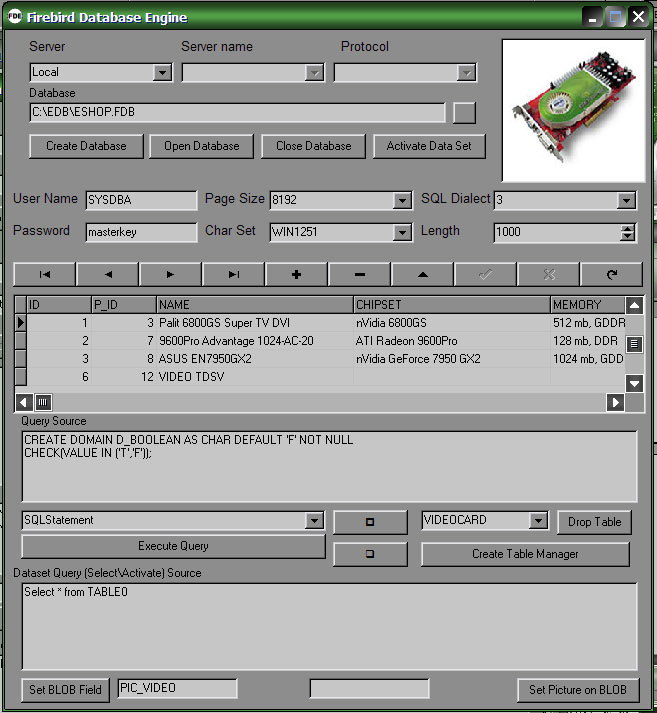 FDE Firebird Database Engine
Server Server name Protocol
Local
Database
C:\EDB\ESHOP.FDB
Create Database Open Database Close Database Activate Data Set
User Name SYSDBA Page Size 8192 SQL Dialect 3
Password masterkey Char Set WIN1251 Length 1000
ID P_ID NAME CHIPSET MEMORY
1 3 Palit 6800GS Super TV DVI nVidia 6800GS 512 mb, GDDR
2 7 9600Pro Advantage 1024-AC-20 ATI Radeon 9600Pro 128 mb, DDR
3 8 ASUS EN7950GX2 nVidia GeForce 7950 GX2 1024 mb, GDD
6 12 VIDEO TDSV
Query Source
CREATE DOMAIN D_BOOLEAN AS CHAR DEFAULT 'F' NOT NULL
CHECK(VALUE IN ('T','F'));
SQLStatement VIDEOCARD Drop Table
Execute Query Create Table Manager
Dataset Query (Select\Activate) Source
Select * from TABLE0
Set BLOB Field PIC_VIDEO Set Picture on BLOB